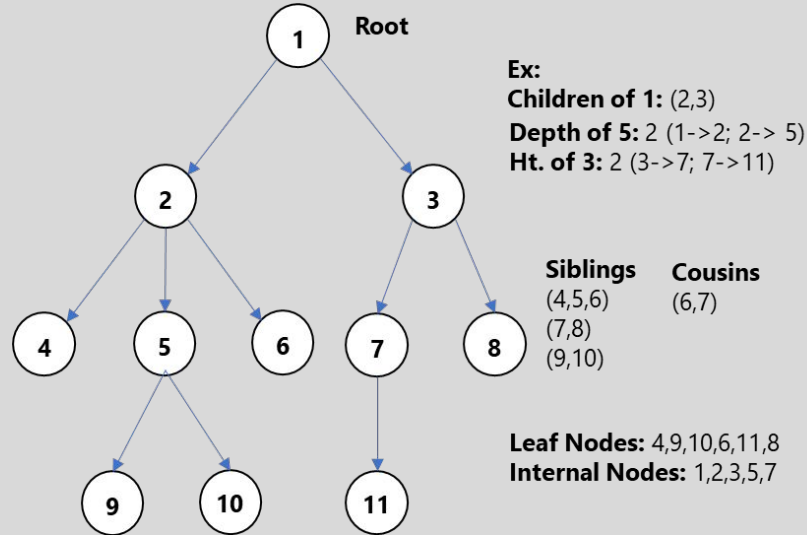 1 Root
Ex:
Children of 1: (2,3)
Depth of 5: 2 (1->2; 2-> 5)
Ht. of 3: 2 (3->7; 7->11)
2 3
Siblings Cousins
(4,5,6) (6,7)
(7,8)
(9,10)
4 5 6 7 8
Leaf Nodes: 4,9,10,6,11,8
Internal Nodes: 1,2,3,5,7
9 10 11